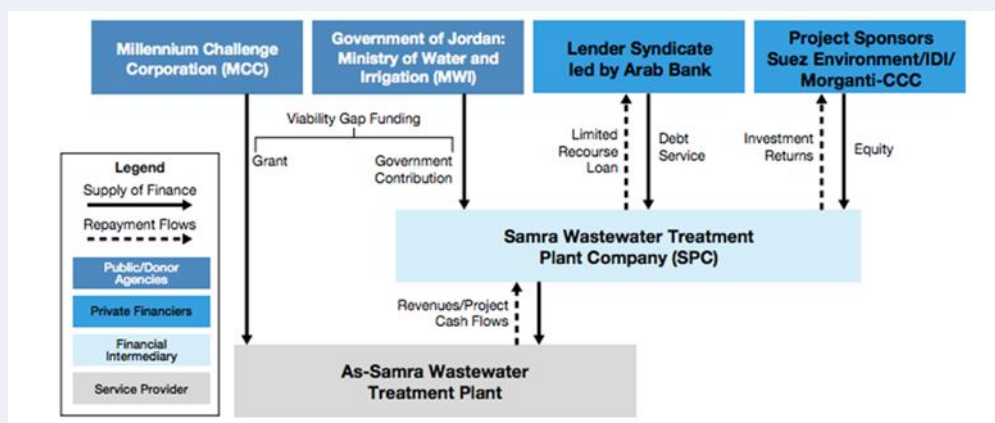 Millennium Challenge
Corporation (MCC)
Government of Jordan:
Ministry of Water and
Irrigation (MWI)
Lender Syndicate
led by Arab Bank
Project Sponsors
Suez Environment/IDI/
Morganti-CCC
Viability Gap Funding
Grant
Government
Contribution
Limited
Recourse
Loan
Debt
Service
Investment
Returns
Equity
Legend
Supply of Finance
Repayment Flows
Public/Donor
Agencies
Private Financiers
Financial
Intermediary
Service Provider
Samra Wastewater Treatment
Plant Company (SPC)
Revenues/Project
Cash Flows
As-Samra Wastewater
Treatment Plant